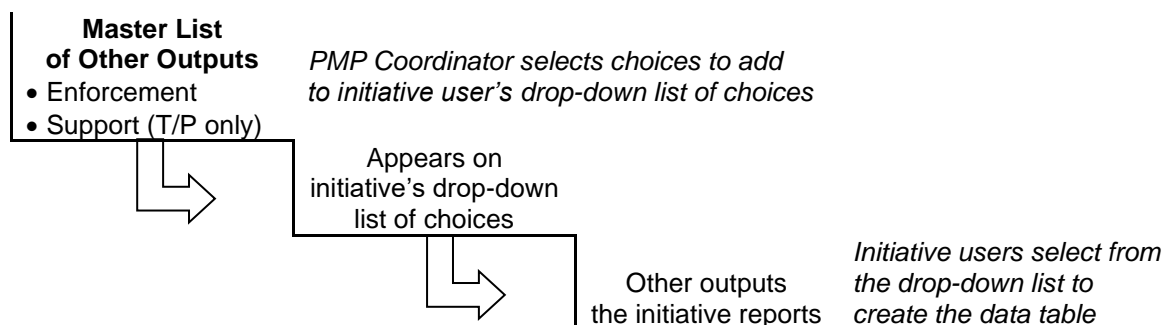 Master List
of Other Outputs
• Enforcement
• Support (T/P only)
PMP Coordinator selects choices to add
to initiative user’s drop-down list of choices
Appears on
initiative’s drop-down
list of choices
Other outputs
the initiative reports
Initiative users select from
the drop-down list to
create the data table